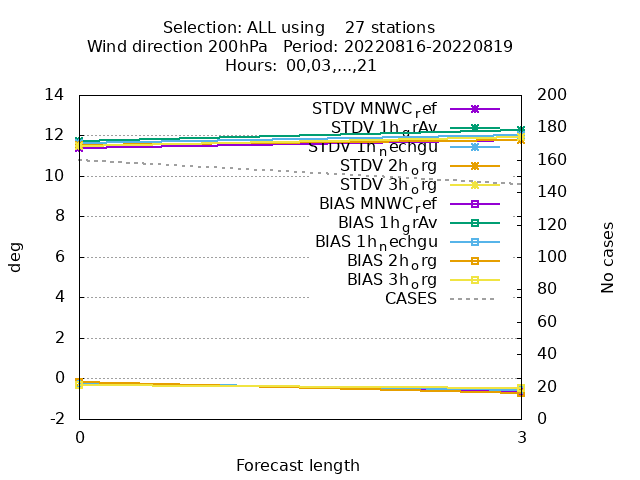 Selection: ALL using    27 stations
Wind direction 200hPa   Period: 20220816-20220819
Hours: 00,03,...,21
14
12
10
8
6
4
2
0
-2
200
180
160
140
120
100
80
60
40
20
0
deg
No cases
STDV MNWC_ref
STDV 1h_grAv
STDV 1h_nechgu
STDV 2h_org
STDV 3h_org
BIAS MNWC_ref
BIAS 1h_grAv
BIAS 1h_nechgu
BIAS 2h_org
BIAS 3h_org
CASES
0
3
Forecast length